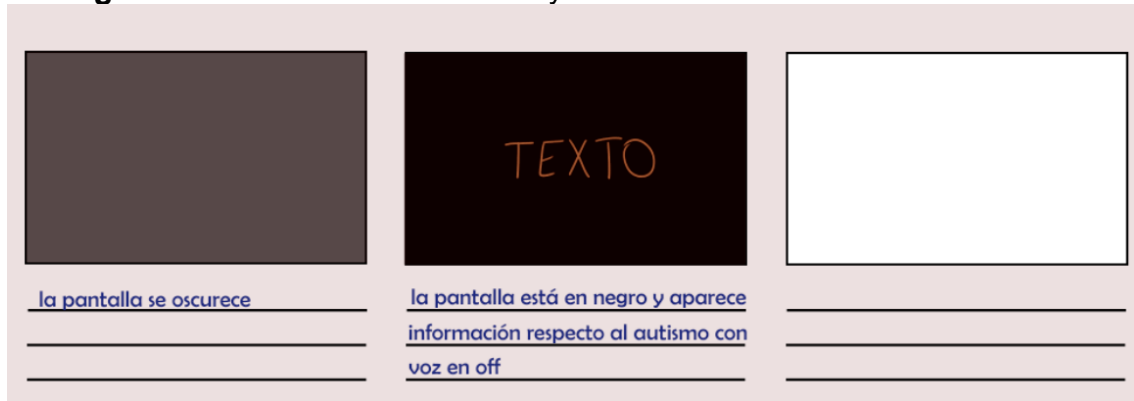 TEXTO
la pantalla se oscurece
la pantalla está en negro y aparece
información respecto al autismo con
voz en off